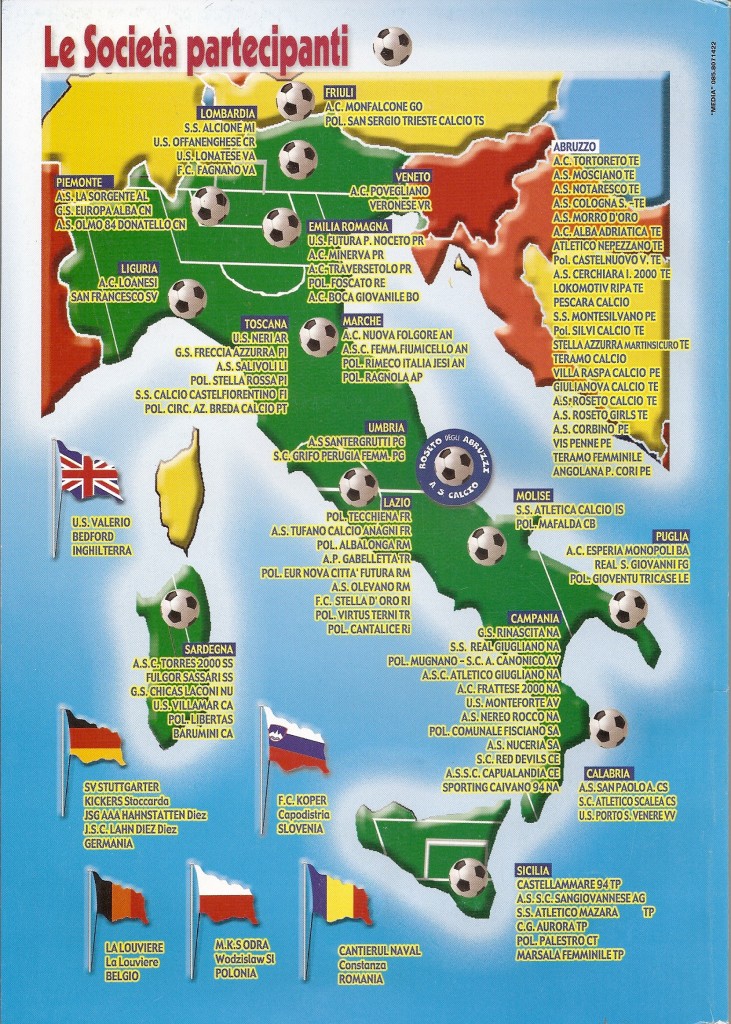 Le Società partecipanti
"MEDIA" 085.8071422
FRIULI
A.C. MONFALCONE GO
POL. SAN SERGIO TRIESTE CALCIO TS
LOMBARDIA
S.S. ALCIONE MI
U.S. OFFANENGHESE CR
U.S. LONATESE VA
F.C. FAGNANO VA
VENETO
A.C. POVEGLIANO
VERONESE VR
PIEMONTE
A.S. LA SORGENTE AL
G.S. EUROPA ALBA CN
A.S. OLMO 84 DONATELLO CN
EMILIA ROMAGNA
U.S. FUTURA P. NOCETO PR
A.C. MINERVA PR
A.C. TRAVERSETOLO PR
POL. FOSCATO RE
A.C. BOCA GIOVANILE BO
LIGURIA
A.C. LOANESI
SAN FRANCESCO SV
ABRUZZO
A.C. TORTORETO TE
A.S. MOSCIANO TE
A.S. NOTARESCO TE
A.S. COLOGNA S. -TE
A.S. MORRO D'ORO
A.C. ALBA ADRIATICA TE
ATLETICO NEPEZZANO TE
Pol. CASTELNUOVO V. TE
A.S. CERCHIARA I. 2000 TE
LOKOMOTIV RIPA TE
PESCARA CALCIO
S.S. MONTESILVANO PE
Pol. SILVI CALCIO TE
STELLA AZZURRA MARTINSICURO TE
TERAMO CALCIO
VILLA RASPA CALCIO PE
GIULIANOVA CALCIO TE
A.S. ROSETO CALCIO TE
A.S. ROSETO GIRLS TE
A.S. CORBINO PE
VIS PENNE PE
TERAMO FEMMINILE
ANGOLANA P. CORI PE
TOSCANA
U.S. NERI AR
G.S. FRECCIA AZZURRA PI
A.S. SALIVOLI LI
POL. STELLA ROSSA PI
S.S. CALCIO CASTELFIORENTINO FI
POL. CIRC. AZ. BREDA CALCIO PT
MARCHE
A.C. NUOVA FOLGORE AN
A.S.C. FEMM.FIUMICELLO AN
POL. RIMECO ITALIA JESI AN
POL. RAGNOLA AP
UMBRIA
A.S SANTERGRUTTI PG
S.C. GRIFO PERUGIA FEMM. PG
ROSETO DEGLI ABRUZZI
A S CALCIO
LAZIO
POL. TECCHIENA FR
A.S. TUFANO CALCIO ANAGNI FR
POL. ALBALONGA RM
A.P. GABELLETTA TR
POL. EUR NOVA CITTA' FUTURA RM
A.S. OLEVANO RM
F.C. STELLA D' ORO RI
POL. VIRTUS TERNI TR
POL. CANTALICE Ri
MOLISE
S.S. ATLETICA CALCIO IS
POL. MAFALDA CB
PUGLIA
A.C. ESPERIA MONOPOLI BA
REAL S. GIOVANNI FG
POL. GIOVENTU TRICASE LE
U.S. VALERIO
BEDFORD
INGHILTERRA
CAMPANIA
G.S. RINASCITA NA
S.S. REAL GIUGLIANO NA
POL. MUGNANO – S.C. A. CANONICO AV
A.S.C. ATLETICO GIUGLIANO NA
A.C. FRATTESE 2000 NA
U.S. MONTEFORTE AV
A.S. NEREO ROCCO NA
POL. COMUNALE FISCIANO SA
A.S. NUCERIA SA
S.C. RED DEVILS CE
A.S.S.C. CAPUALANDIA CE
SPORTING CAIVANO 94 NA
SARDEGNA
A.S.C. TORRES 2000 SS
FULGOR SASSARI SS
G.S. CHICAS LACONI NU
U.S. VILLAMAR CA
POL. LIBERTAS
BARUMINI CA
CALABRIA
A.S. SAN PAOLO A. CS
S.C. ATLETICO SCALEA CS
U.S. PORTO S. VENERE VV
SV STUTTGARTER
KICKERS Stoccarda
JSG AAA HAHNSTATTEN Diez
J.S.C. LAHN DIEZ Diez
GERMANIA
F.C. KOPER
Capodistria
SLOVENIA
SICILIA
CASTELLAMMARE 94 TP
A.S. S.C. SANGIOVANNESE AG
S.S. ATLETICO MAZARA TP
C.G. AURORA TP
POL. PALESTRO CT
MARSALA FEMMINILE TP
LA LOUVIERE
La Louviere
BELGIO
M.K.S ODRA
Wodzislaw Sl
POLONIA
CANTIERUL NAVAL
Constanza
ROMANIA